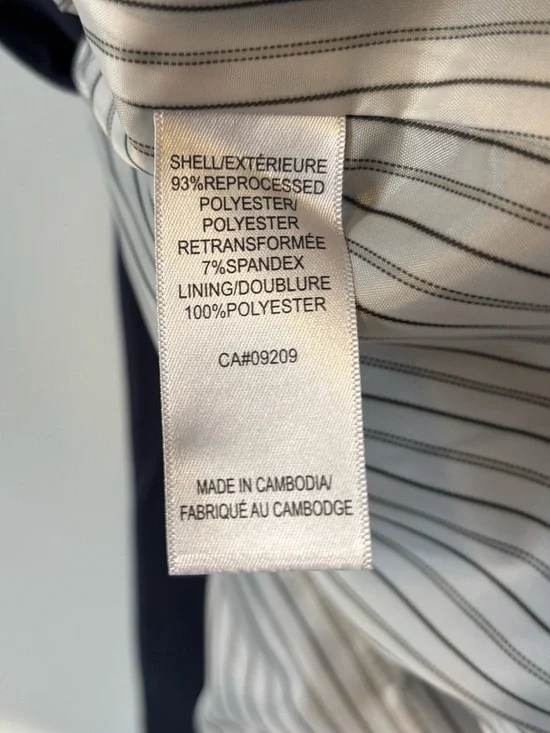 SHELL/EXTÉRIEURE
93%REPROCESSED
POLYESTER/
POLYESTER
RETRANSFORMÉE
7%SPANDEX
LINING/DOUBLURE
100%POLYESTER
CA#09209
MADE IN CAMBODIA/
FABRIQUÉ AU CAMBODGE